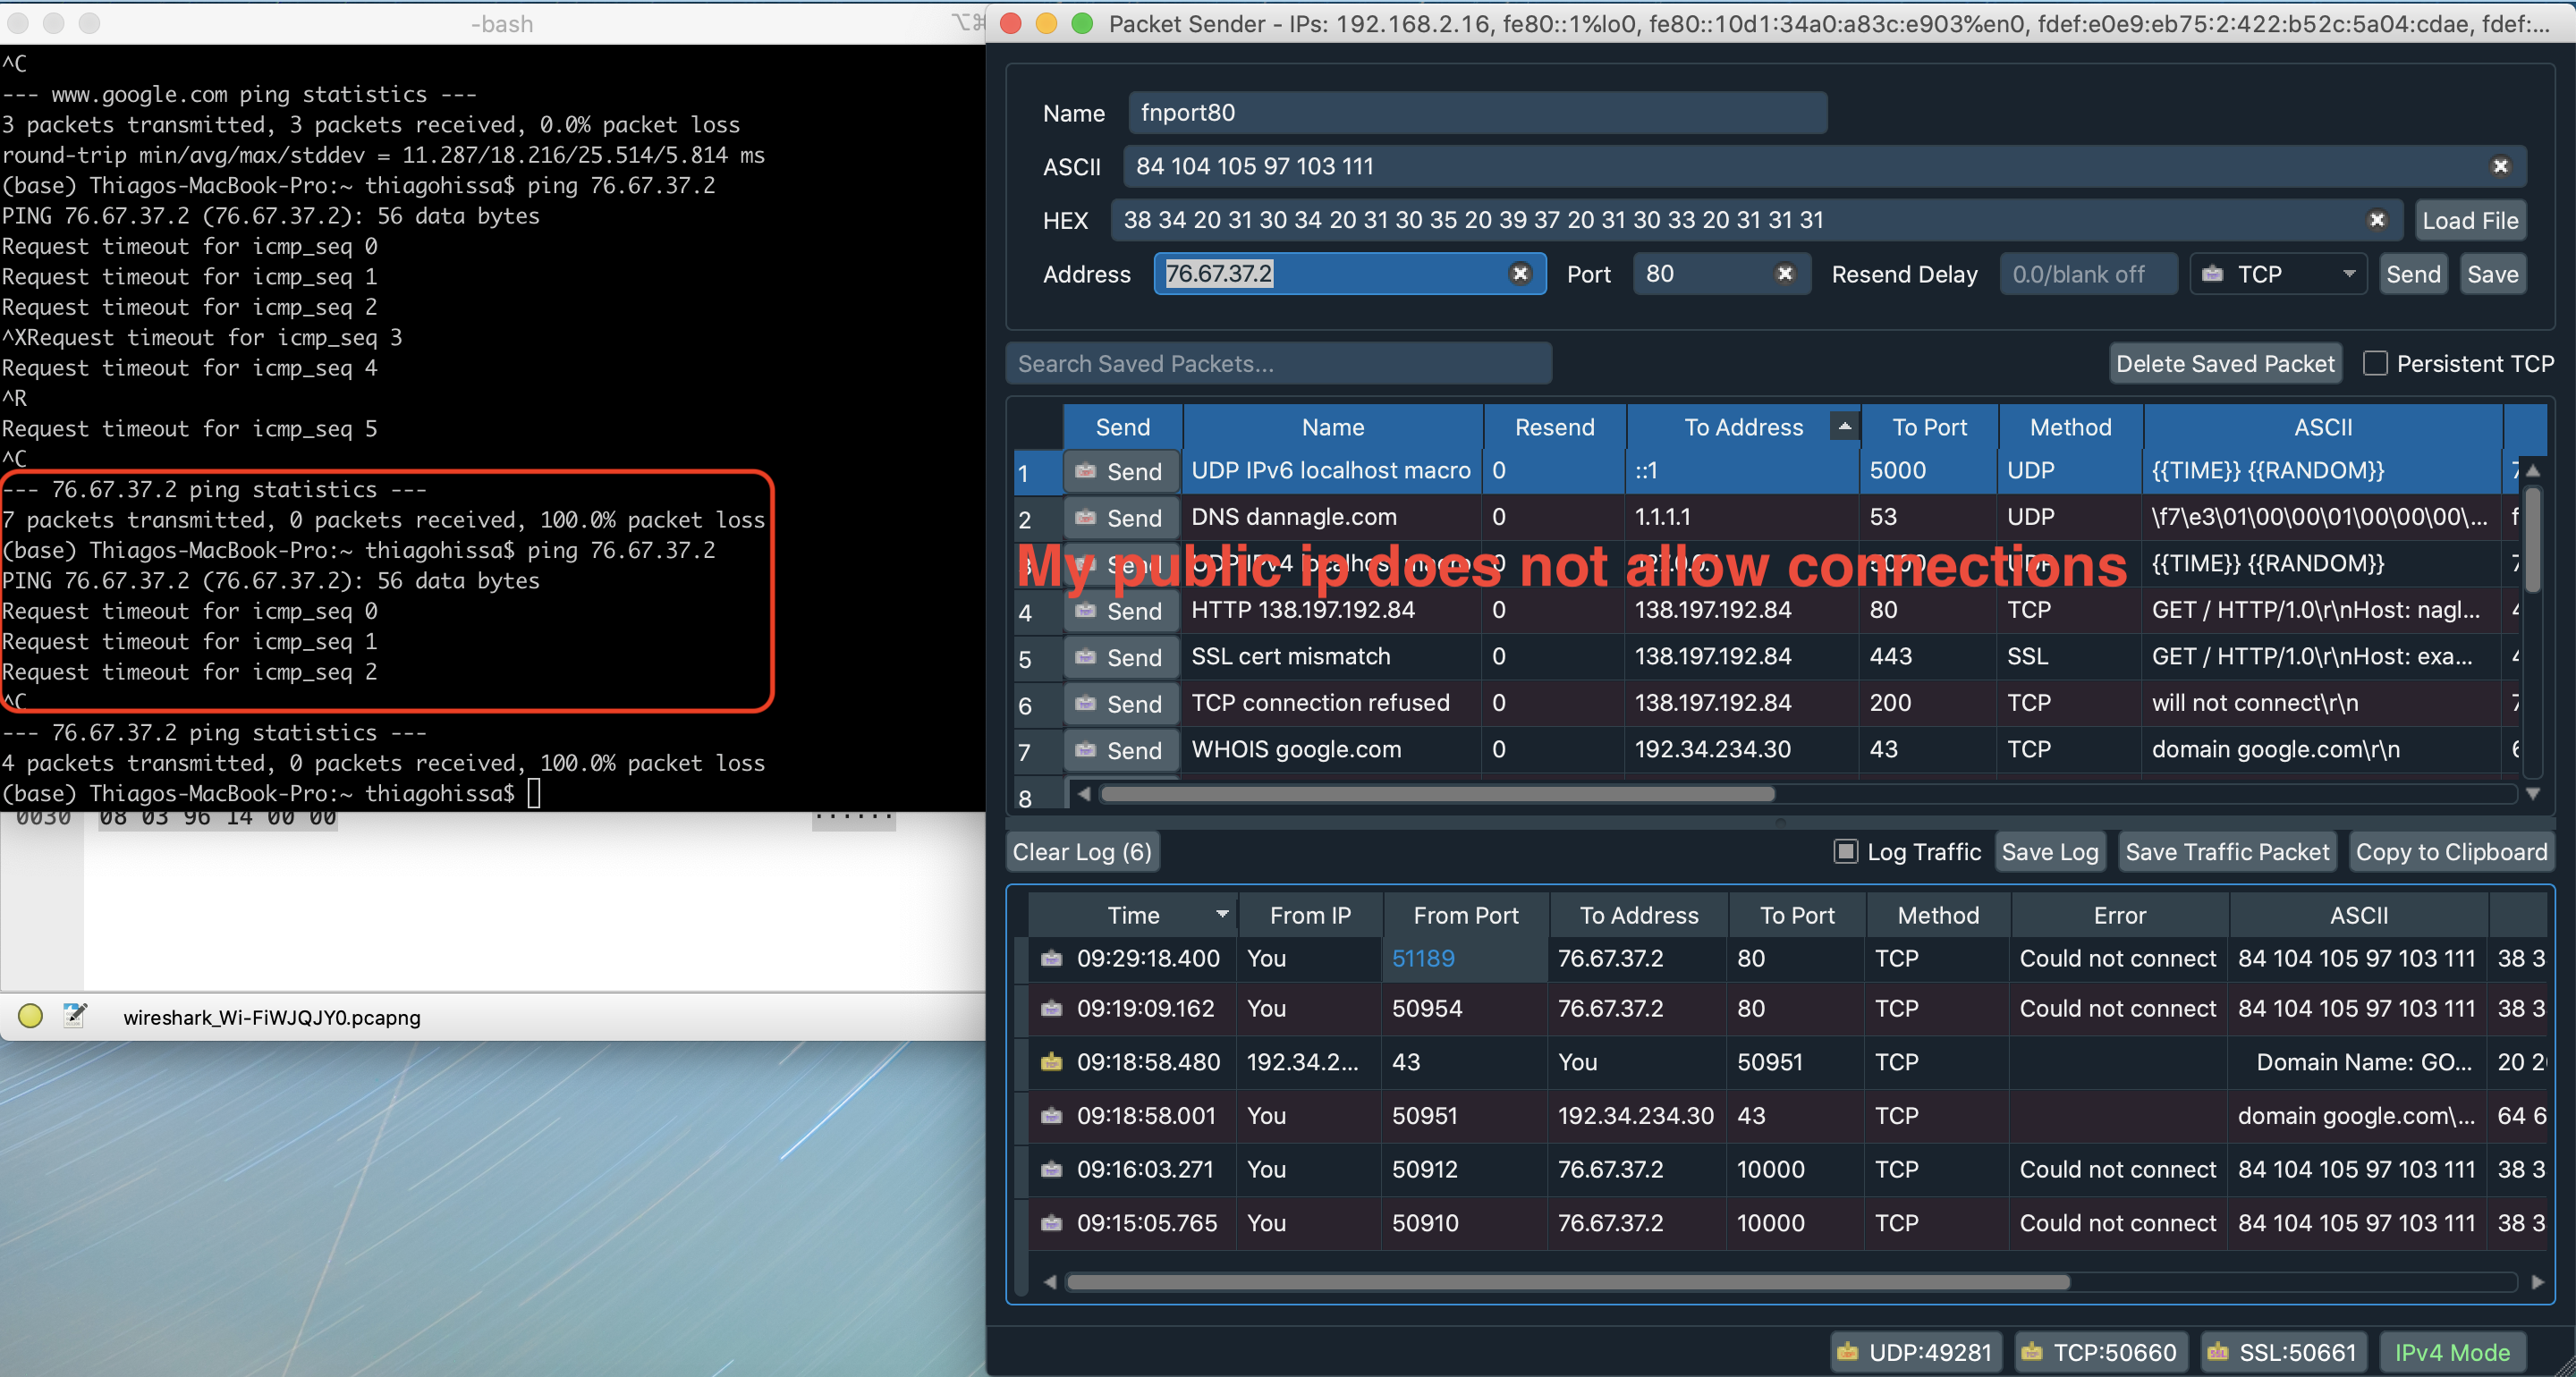 -bash
^C
--- www.google.com ping statistics ---
3 packets transmitted, 3 packets received, 0.0% packet loss
round-trip min/avg/max/stddev = 11.287/18.216/25.514/5.814 ms
(base) Thiagos-MacBook-Pro:~ thiagohissa$ ping 76.67.37.2
PING 76.67.37.2 (76.67.37.2): 56 data bytes
Request timeout for icmp_seq 0
Request timeout for icmp_seq 1
Request timeout for icmp_seq 2
^XRequest timeout for icmp_seq 3
Request timeout for icmp_seq 4
^R
Request timeout for icmp_seq 5
^C
--- 76.67.37.2 ping statistics ---
7 packets transmitted, 0 packets received, 100.0% packet loss
(base) Thiagos-MacBook-Pro:~ thiagohissa$ ping 76.67.37.2
PING 76.67.37.2 (76.67.37.2): 56 data bytes
Request timeout for icmp_seq 0
Request timeout for icmp_seq 1
Request timeout for icmp_seq 2
^C
--- 76.67.37.2 ping statistics ---
4 packets transmitted, 0 packets received, 100.0% packet loss
(base) Thiagos-MacBook-Pro:~ thiagohissa$
0030 08 03 96 14 00 00 ......
wireshark_Wi-FiWJQJY0.pcapng
Packet Sender - IPs: 192.168.2.16, fe80::1%lo0, fe80::10d1:34a0:a83c:e903%en0, fdef:e0e9:eb75:2:422:b52c:5a04:cdae, fdef:...
Name fnport80
ASCII 84 104 105 97 103 111
HEX 38 34 20 31 30 34 20 31 30 35 20 39 37 20 31 30 33 20 31 31 31 Load File
Address 76.67.37.2 Port 80 Resend Delay 0.0/blank off TCP Send Save
Search Saved Packets... Delete Saved Packet Persistent TCP
Send Name Resend To Address To Port Method ASCII
1 Send UDP IPv6 localhost macro 0 ::1 5000 UDP {{TIME}} {{RANDOM}}
2 Send DNS dannagle.com 0 1.1.1.1 53 UDP \f7\e3\01\00\00\01\00\00\00\... f
3 Send UDP IPv4 localhost macro 0 127.0.0.1 5000 UDP {{TIME}} {{RANDOM}}
My public ip does not allow connections
4 Send HTTP 138.197.192.84 0 138.197.192.84 80 TCP GET / HTTP/1.0\r\nHost: nagl...
5 Send SSL cert mismatch 0 138.197.192.84 443 SSL GET / HTTP/1.0\r\nHost: exa...
6 Send TCP connection refused 0 138.197.192.84 200 TCP will not connect\r\n
7 Send WHOIS google.com 0 192.34.234.30 43 TCP domain google.com\r\n
8
Clear Log (6) Log Traffic Save Log Save Traffic Packet Copy to Clipboard
Time From IP From Port To Address To Port Method Error ASCII
09:29:18.400 You 51189 76.67.37.2 80 TCP Could not connect 84 104 105 97 103 111 38 3
09:19:09.162 You 50954 76.67.37.2 80 TCP Could not connect 84 104 105 97 103 111 38 3
09:18:58.480 192.34.2... 43 You 50951 TCP Domain Name: GO... 20 2
09:18:58.001 You 50951 192.34.234.30 43 TCP domain google.com\... 64 6
09:16:03.271 You 50912 76.67.37.2 10000 TCP Could not connect 84 104 105 97 103 111 38 3
09:15:05.765 You 50910 76.67.37.2 10000 TCP Could not connect 84 104 105 97 103 111 38 3
UDP:49281 TCP:50660 SSL:50661 IPv4 Mode